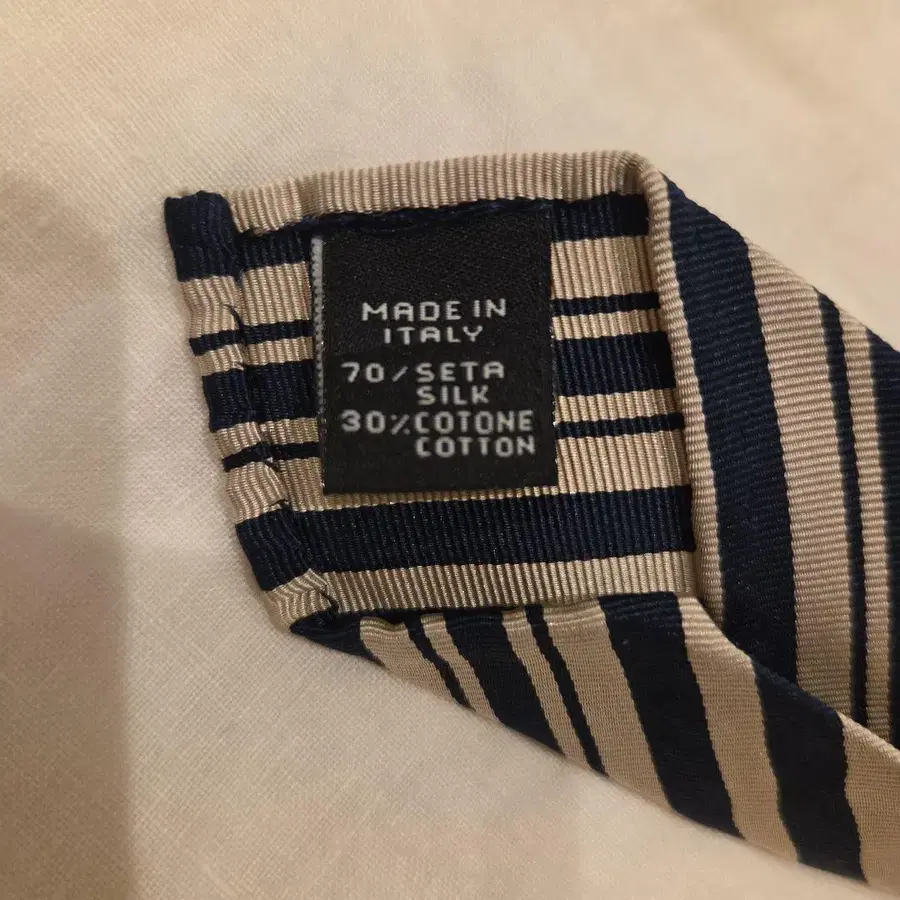 MADE IN
ITALY
70/SETA
SILK
30%COTONE
COTTON